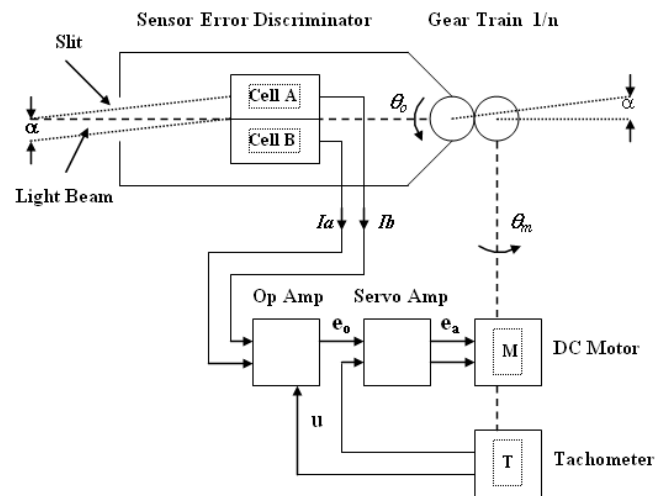 Sensor Error Discriminator
Gear Train 1/n
Slit
Cell A
Cell B
α
θo
α
Light Beam
Ia
Ib
θm
Op Amp
Servo Amp
eo
ea
M
DC Motor
u
T
Tachometer